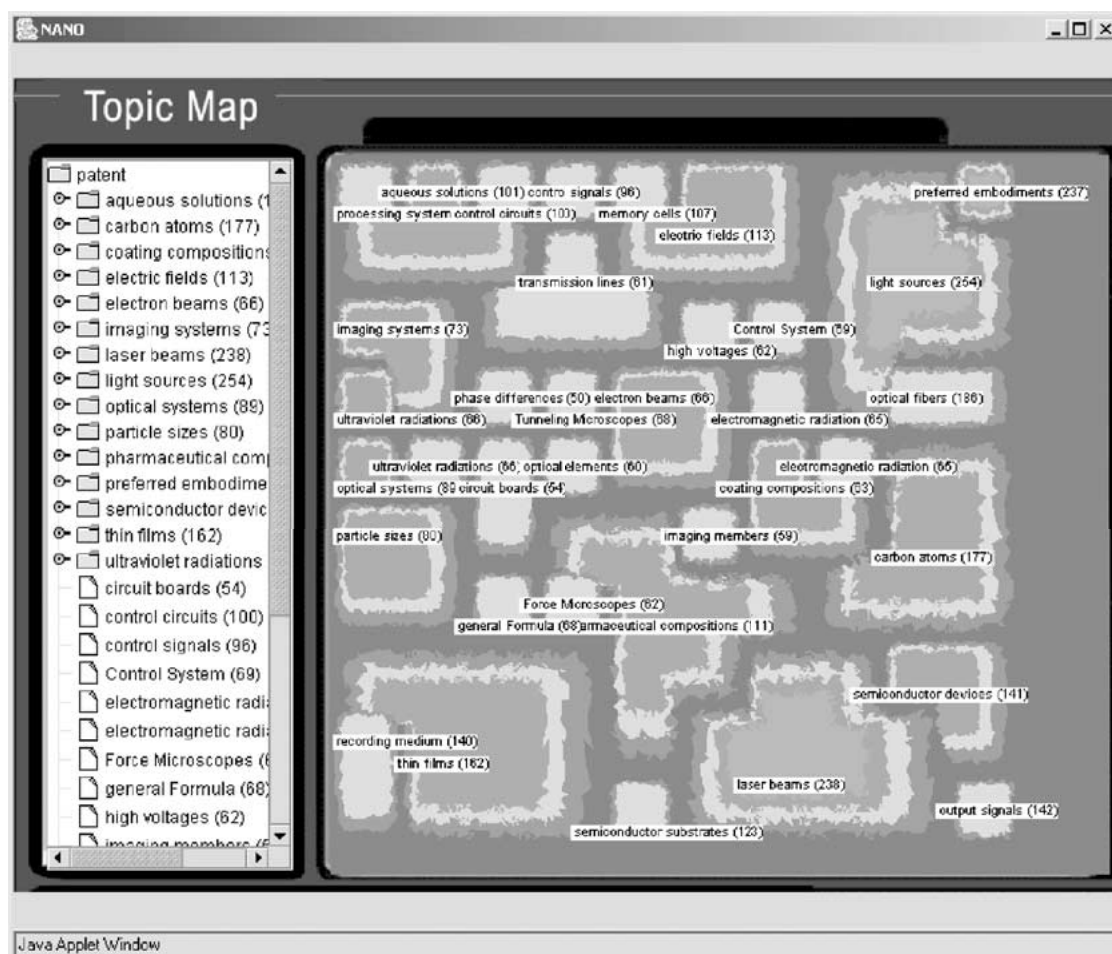 NANO
Topic Map
patent
aqueous solutions (1
carbon atoms (177)
coating compositions
electric fields (113)
electron beams (66)
imaging systems (73
laser beams (238)
light sources (254)
optical systems (89)
particle sizes (80)
pharmaceutical comp
preferred embodime
semiconductor devic
thin films (162)
ultraviolet radiations
circuit boards (54)
control circuits (100)
control signals (96)
Control System (69)
electromagnetic radi
electromagnetic radi
Force Microscopes (6
general Formula (68)
high voltages (62)
imaging members (5
aqueous solutions (101) control signals (96)
preferred embodiments (237)
processing system control circuits (100)
memory cells (107)
electric fields (113)
transmission lines (61)
light sources (254)
imaging systems (73)
Control System (69)
high voltages (62)
phase differences (50) electron beams (66)
optical fibers (186)
ultraviolet radiations (66)
Tunneling Microscopes (68)
electromagnetic radiation (65)
ultraviolet radiations (66) optical elements (60)
electromagnetic radiation (65)
optical systems (89 circuit boards (54)
coating compositions (63)
particle sizes (80)
imaging members (59)
carbon atoms (177)
Force Microscopes (62)
general Formula (68 armaceutical compositions (111)
semiconductor devices (141)
recording medium (140)
thin films (162)
laser beams (238)
output signals (142)
semiconductor substrates (123)
Java Applet Window